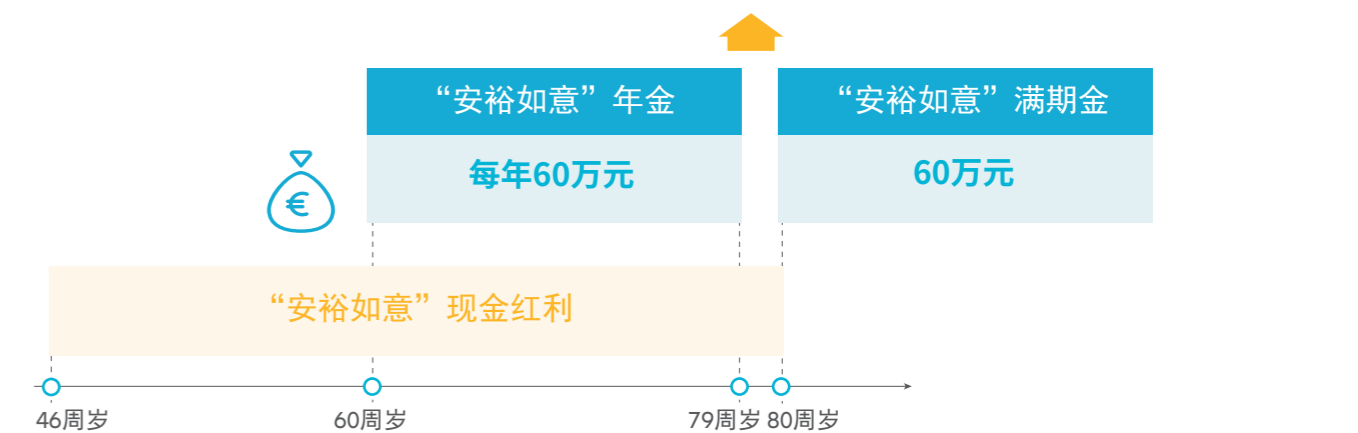 “安裕如意”年金
“安裕如意”满期金
每年60万元
60万元
€
“安裕如意”现金红利
46周岁
60周岁
79周岁
80周岁